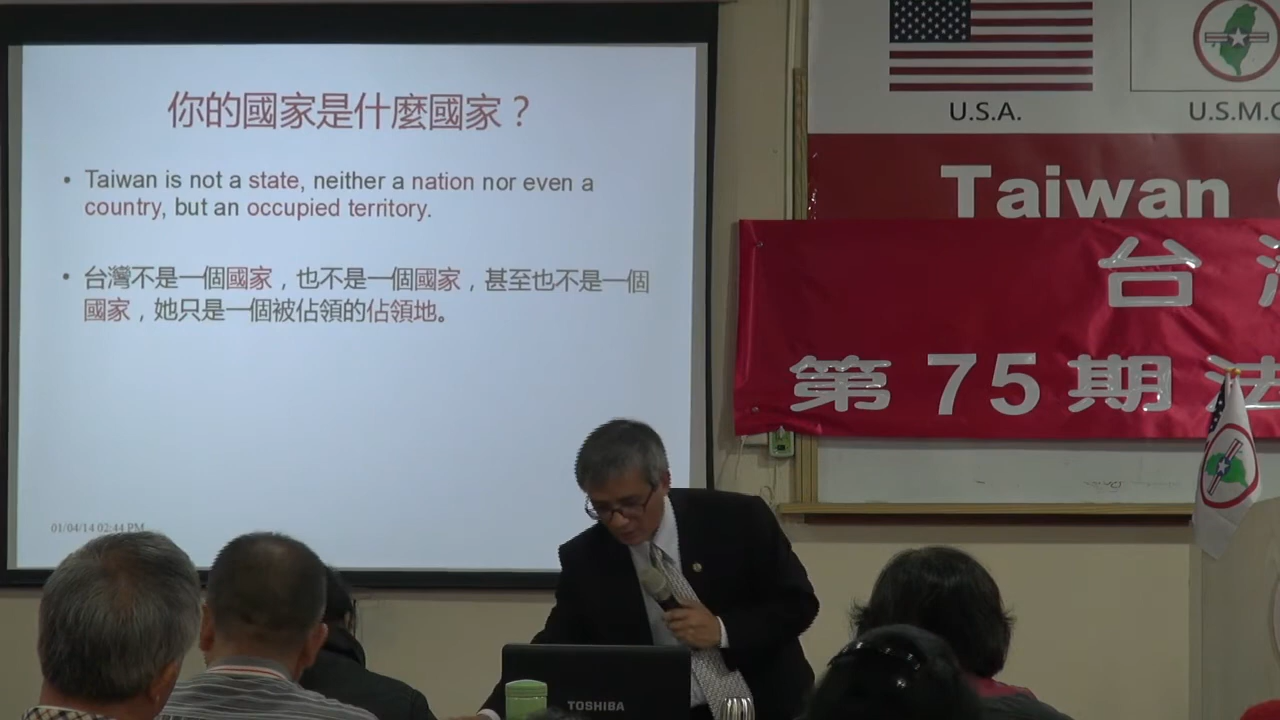 你的國家是什麼國家？
• Taiwan is not a state, neither a nation nor even a
country, but an occupied territory.
• 台灣不是一個國家，也不是一個國家，甚至也不是一個
國家，她只是一個被佔領的佔領地。
01/04/14 02:44 PM
U.S.A.
U.S.M.
Taiwan
台
第75期法
TOSHIBA